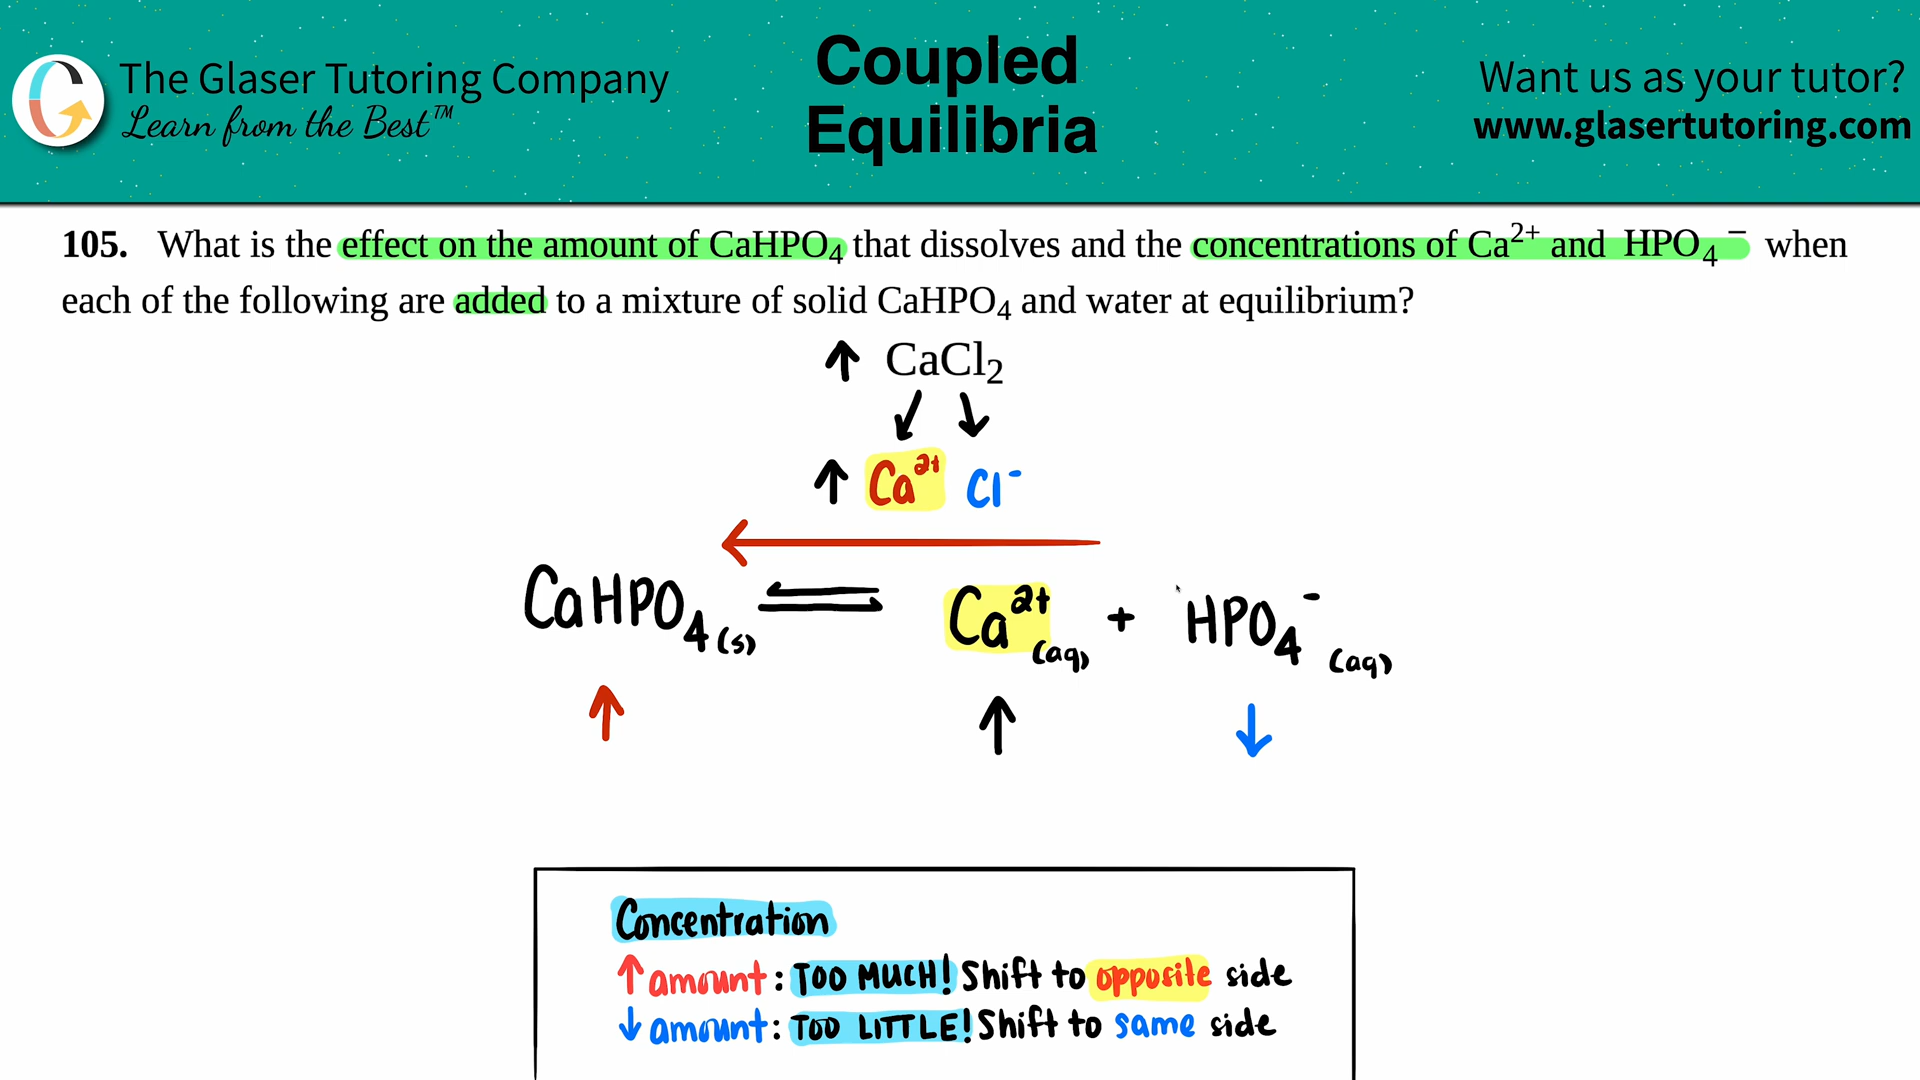 The Glaser Tutoring Company
Learn from the Best™
Coupled
Equilibria
Want us as your tutor?
www.glasertutoring.com
105. What is the effect on the amount of CaHPO₄ that dissolves and the concentrations of Ca²⁺ and HPO₄⁻ when
each of the following are added to a mixture of solid CaHPO₄ and water at equilibrium?
↑ CaCl₂
↙ ↘
↑ Ca²⁺ Cl⁻
←
CaHPO₄(s) ⇌ Ca²⁺(aq) + HPO₄⁻(aq)
↑ ↑ ↓
Concentration
↑ amount: TOO MUCH! Shift to opposite side
↓ amount: TOO LITTLE! Shift to same side